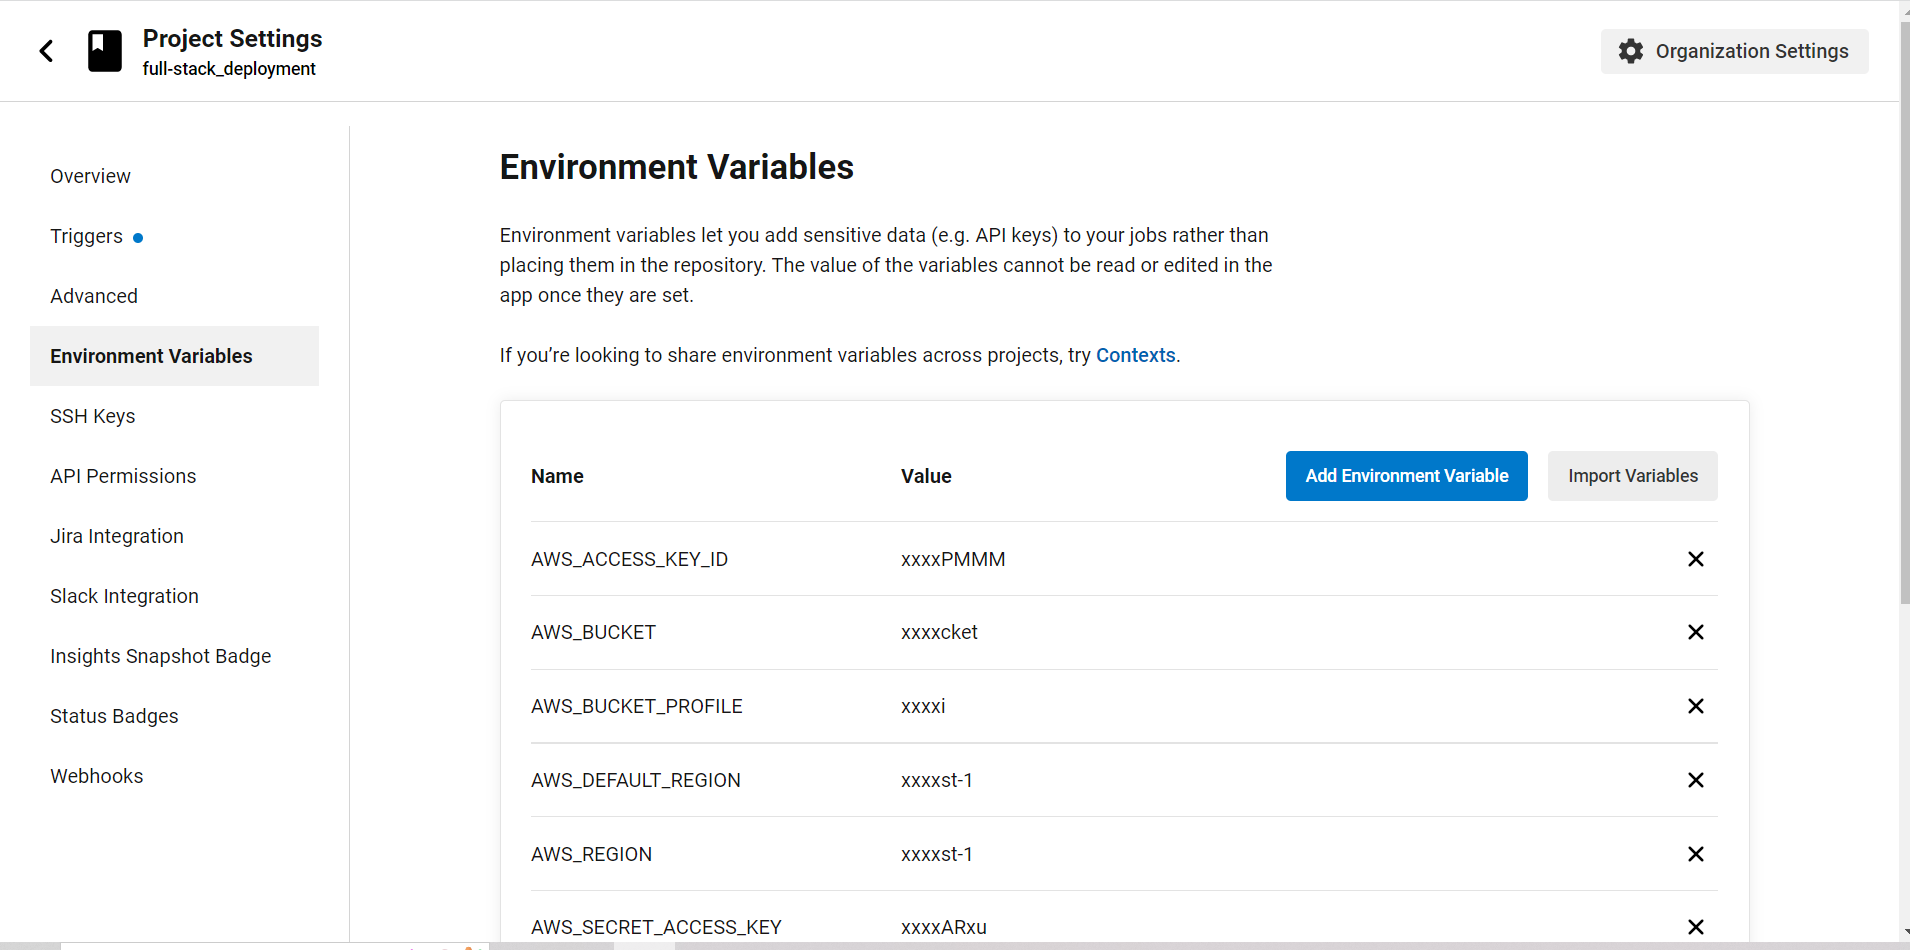 Project Settings
full-stack_deployment
Organization Settings
Overview
Triggers
Advanced
Environment Variables
SSH Keys
API Permissions
Jira Integration
Slack Integration
Insights Snapshot Badge
Status Badges
Webhooks
Environment Variables
Environment variables let you add sensitive data (e.g. API keys) to your jobs rather than
placing them in the repository. The value of the variables cannot be read or edited in the
app once they are set.
If you’re looking to share environment variables across projects, try Contexts.
Name Value Add Environment Variable Import Variables
AWS_ACCESS_KEY_ID xxxxPMMM
AWS_BUCKET xxxxcket
AWS_BUCKET_PROFILE xxxxi
AWS_DEFAULT_REGION xxxxst-1
AWS_REGION xxxxst-1
AWS_SECRET_ACCESS_KEY xxxxARxu